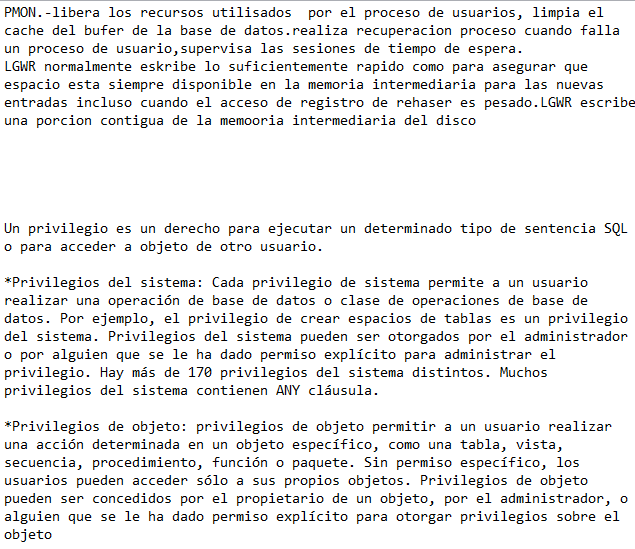 PMON.-libera los recursos utilisados  por el proceso de usuarios, limpia el
cache del bufer de la base de datos.realiza recuperacion proceso cuando falla
un proceso de usuario,supervisa las sesiones de tiempo de espera.
LGWR normalmente eskribe lo suficientemente rapido como para asegurar que
espacio esta siempre disponible en la memoria intermediaria para las nuevas
entradas incluso cuando el acceso de registro de rehaser es pesado.LGWR escribe
una porcion contigua de la memooria intermediaria del disco
Un privilegio es un derecho para ejecutar un determinado tipo de sentencia SQL
o para acceder a objeto de otro usuario.
*Privilegios del sistema: Cada privilegio de sistema permite a un usuario
realizar una operación de base de datos o clase de operaciones de base de
datos. Por ejemplo, el privilegio de crear espacios de tablas es un privilegio
del sistema. Privilegios del sistema pueden ser otorgados por el administrador
o por alguien que se le ha dado permiso explícito para administrar el
privilegio. Hay más de 170 privilegios del sistema distintos. Muchos
privilegios del sistema contienen ANY cláusula.
*Privilegios de objeto: privilegios de objeto permitir a un usuario realizar
una acción determinada en un objeto específico, como una tabla, vista,
secuencia, procedimiento, función o paquete. Sin permiso específico, los
usuarios pueden acceder sólo a sus propios objetos. Privilegios de objeto
pueden ser concedidos por el propietario de un objeto, por el administrador, o
alguien que se le ha dado permiso explícito para otorgar privilegios sobre el
objeto